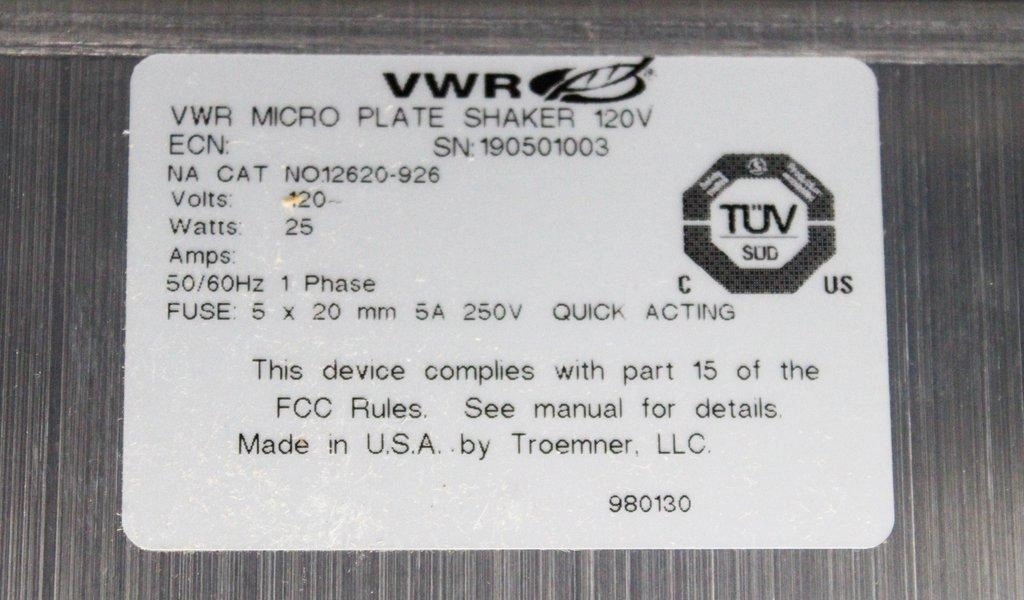 VWR®
VWR MICRO PLATE SHAKER 120V
ECN: SN:190501003
NA CAT NO12620-926
Volts: 120~
Watts: 25
Amps:
50/60Hz 1 Phase
FUSE: 5 x 20 mm 5A 250V QUICK ACTING
TÜV
SÜD
C US
This device complies with part 15 of the
FCC Rules. See manual for details.
Made in U.S.A. by Troemner, LLC.
980130